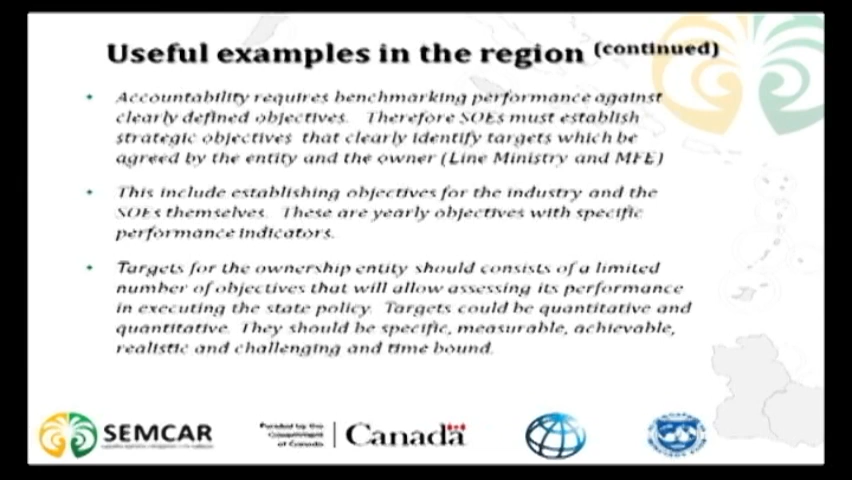 Useful examples in the region (continued)
• Accountability requires benchmarking performance against
clearly defined objectives. Therefore SOEs must establish
strategic objectives that clearly identify targets which be
agreed by the entity and the owner (Line Ministry and MFE)
• This include establishing objectives for the industry and the
SOEs themselves. These are yearly objectives with specific
performance indicators.
• Targets for the ownership entity should consists of a limited
number of objectives that will allow assessing its performance
in executing the state policy. Targets could be quantitative and
quantitative. They should be specific, measurable, achievable,
realistic and challenging and time bound.
SEMCAR
Funded by the
Government
of Canada
Canada